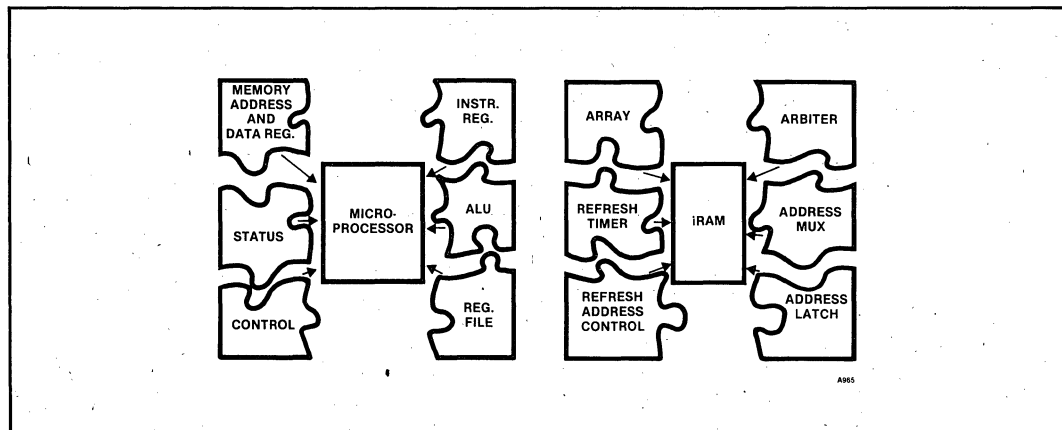 MEMORY
ADDRESS
AND
DATA REG.
STATUS
CONTROL
MICRO-
PROCESSOR
INSTR.
REG.
ALU
REG.
FILE
ARRAY
REFRESH
TIMER
REFRESH
ADDRESS
CONTROL
iRAM
ARBITER
ADDRESS
MUX
ADDRESS
LATCH
A965